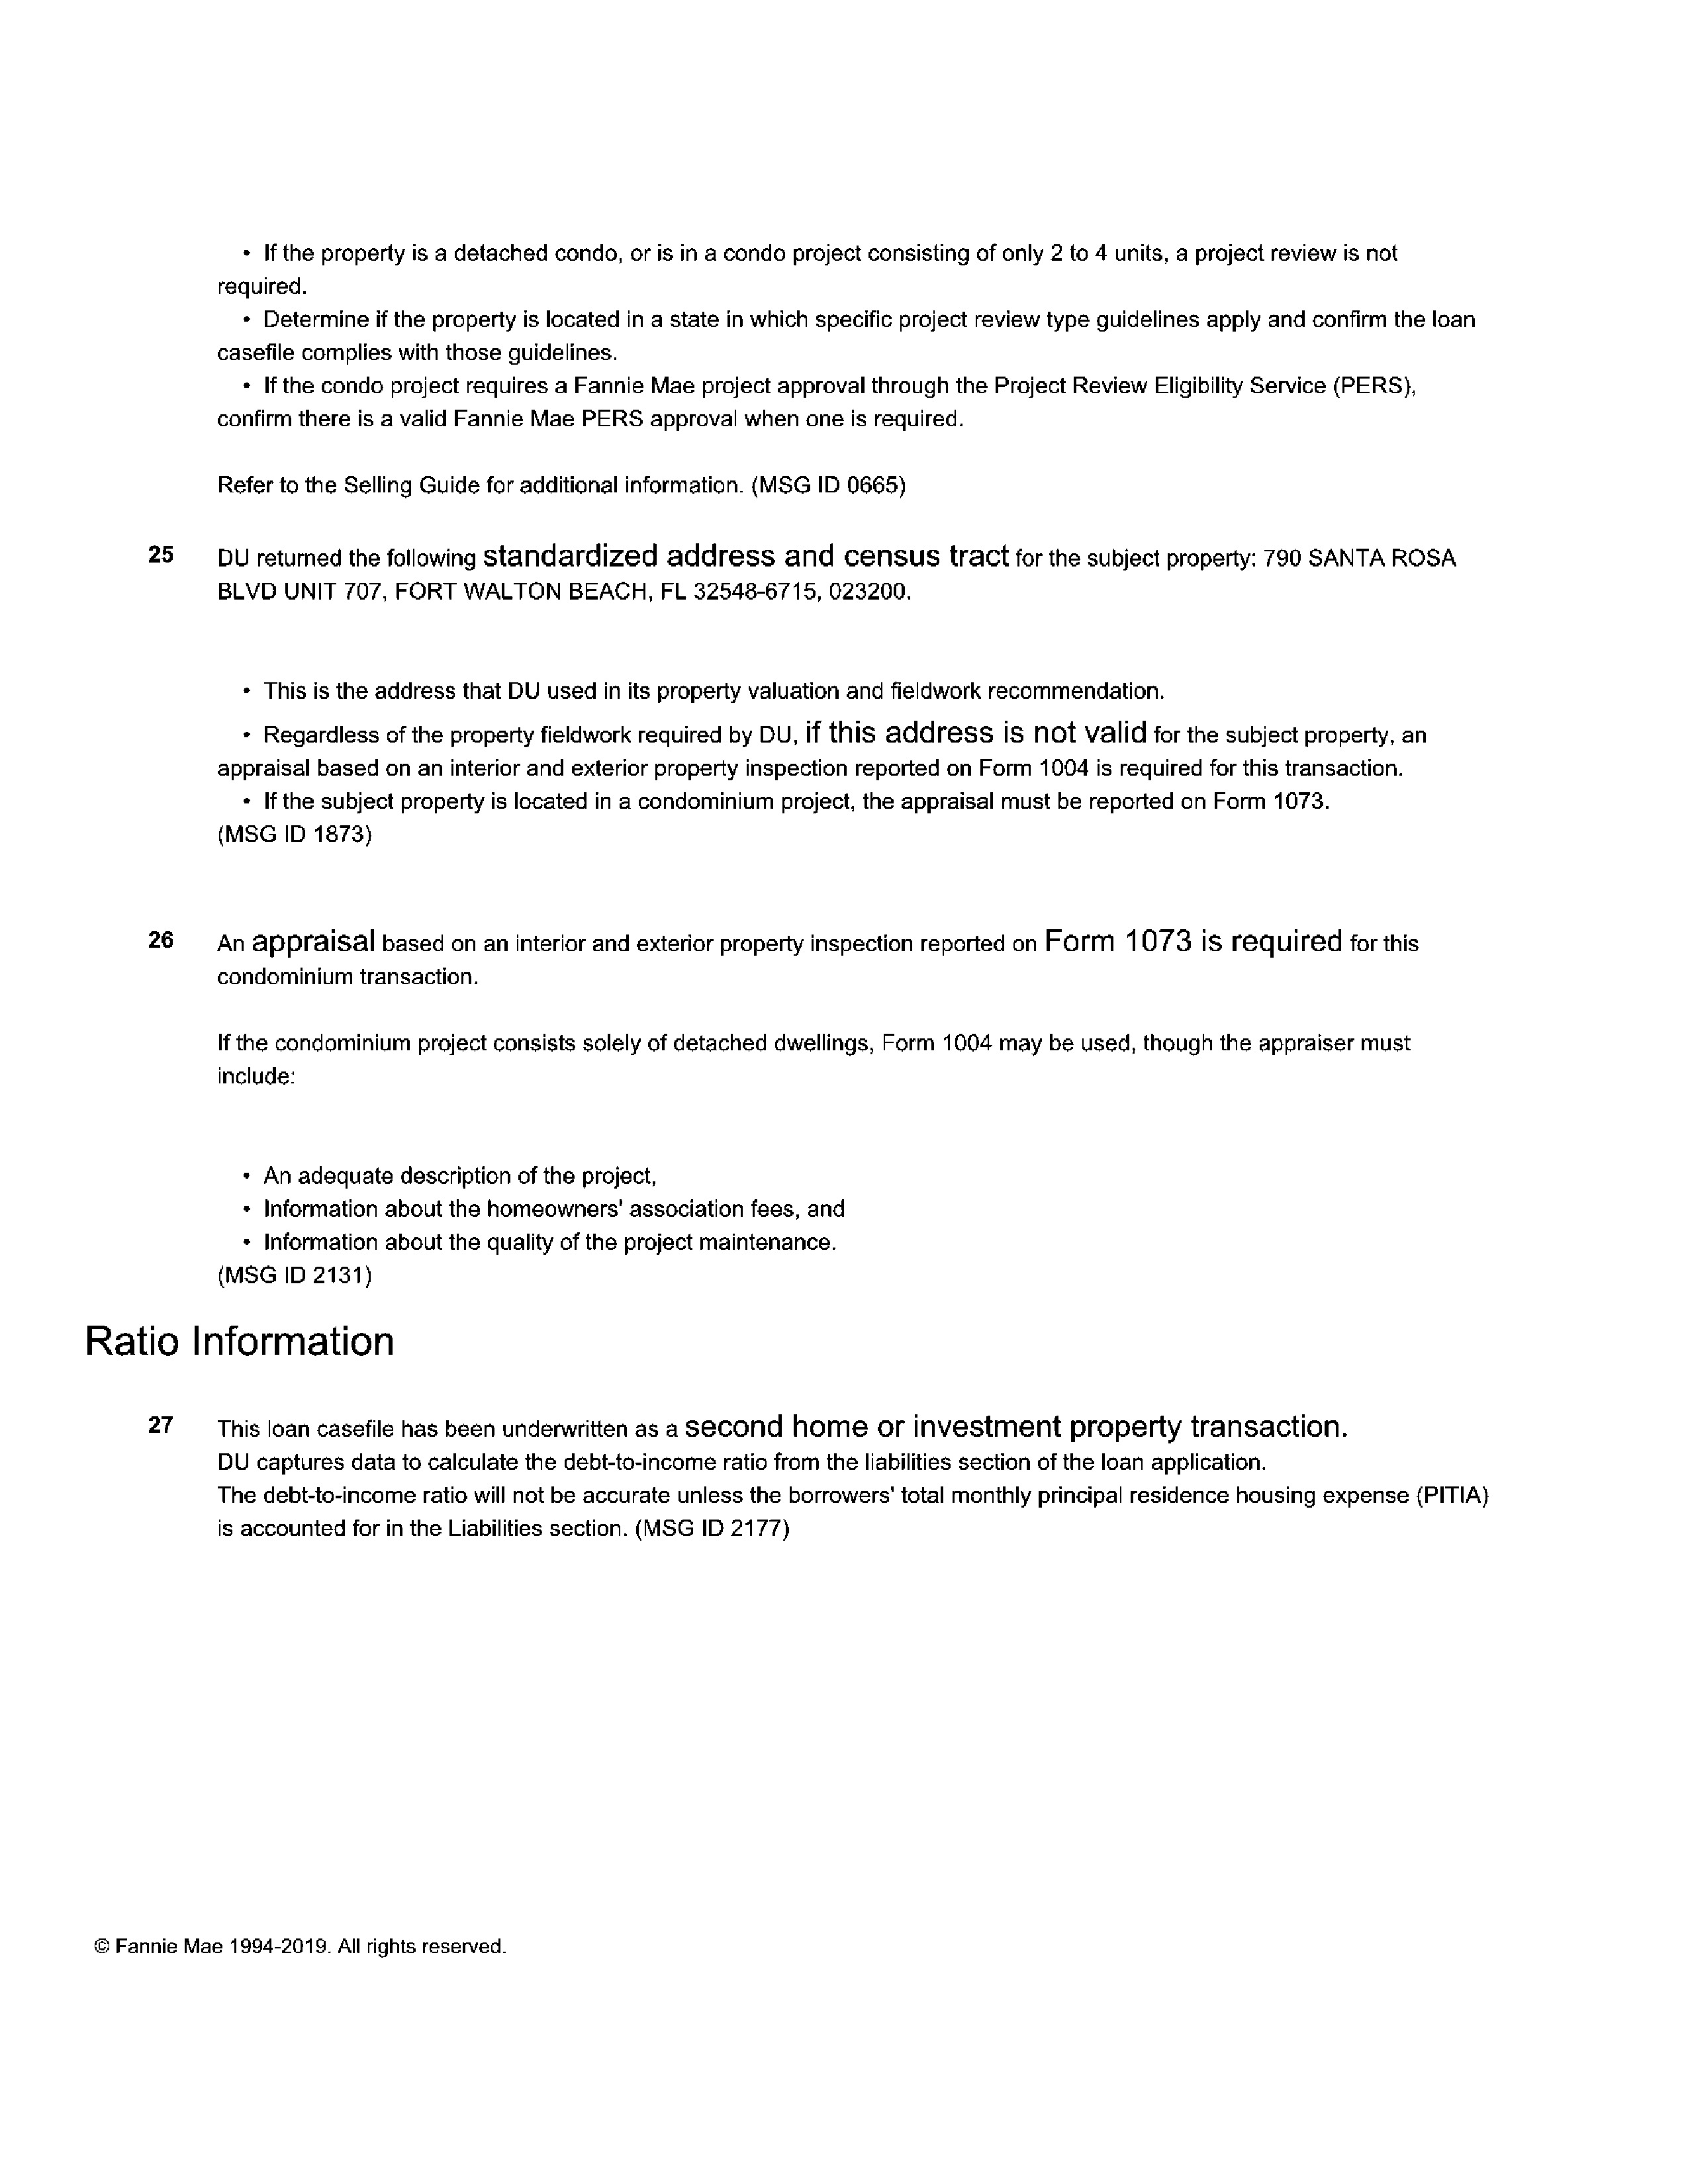 • If the property is a detached condo, or is in a condo project consisting of only 2 to 4 units, a project review is not
required.
• Determine if the property is located in a state in which specific project review type guidelines apply and confirm the loan
casefile complies with those guidelines.
• If the condo project requires a Fannie Mae project approval through the Project Review Eligibility Service (PERS),
confirm there is a valid Fannie Mae PERS approval when one is required.
Refer to the Selling Guide for additional information. (MSG ID 0665)
25 DU returned the following standardized address and census tract for the subject property: 790 SANTA ROSA
BLVD UNIT 707, FORT WALTON BEACH, FL 32548-6715, 023200.
• This is the address that DU used in its property valuation and fieldwork recommendation.
• Regardless of the property fieldwork required by DU, if this address is not valid for the subject property, an
appraisal based on an interior and exterior property inspection reported on Form 1004 is required for this transaction.
• If the subject property is located in a condominium project, the appraisal must be reported on Form 1073.
(MSG ID 1873)
26 An appraisal based on an interior and exterior property inspection reported on Form 1073 is required for this
condominium transaction.
If the condominium project consists solely of detached dwellings, Form 1004 may be used, though the appraiser must
include:
• An adequate description of the project,
• Information about the homeowners' association fees, and
• Information about the quality of the project maintenance.
(MSG ID 2131)
Ratio Information
27 This loan casefile has been underwritten as a second home or investment property transaction.
DU captures data to calculate the debt-to-income ratio from the liabilities section of the loan application.
The debt-to-income ratio will not be accurate unless the borrowers' total monthly principal residence housing expense (PITIA)
is accounted for in the Liabilities section. (MSG ID 2177)
© Fannie Mae 1994-2019. All rights reserved.